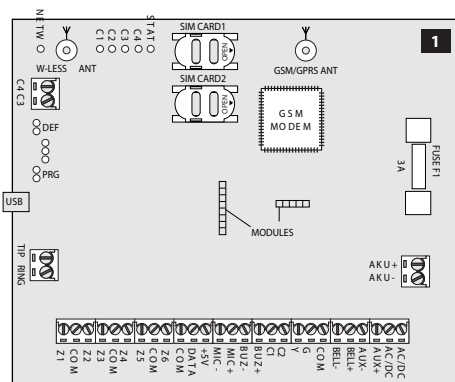 NETW
C1
C2
C3
C4
STAT
SIM CARD1
OPEN
1
W-LESS ANT
GSM/GPRS ANT
SIM CARD2
OPEN
C4
C3
GSM
MODEM
DEF
FUSE F1
3A
PRG
USB
MODULES
TIP
RING
AKU+
AKU-
Z1
COM
Z2
Z3
COM
Z4
Z5
COM
Z6
COM
DATA
+5V
MIC-
MIC+
BUZ-
BUZ+
C1
C2
Y
G
COM
BELL-
BELL+
AUX-
AUX+
AC/DC
AC/DC